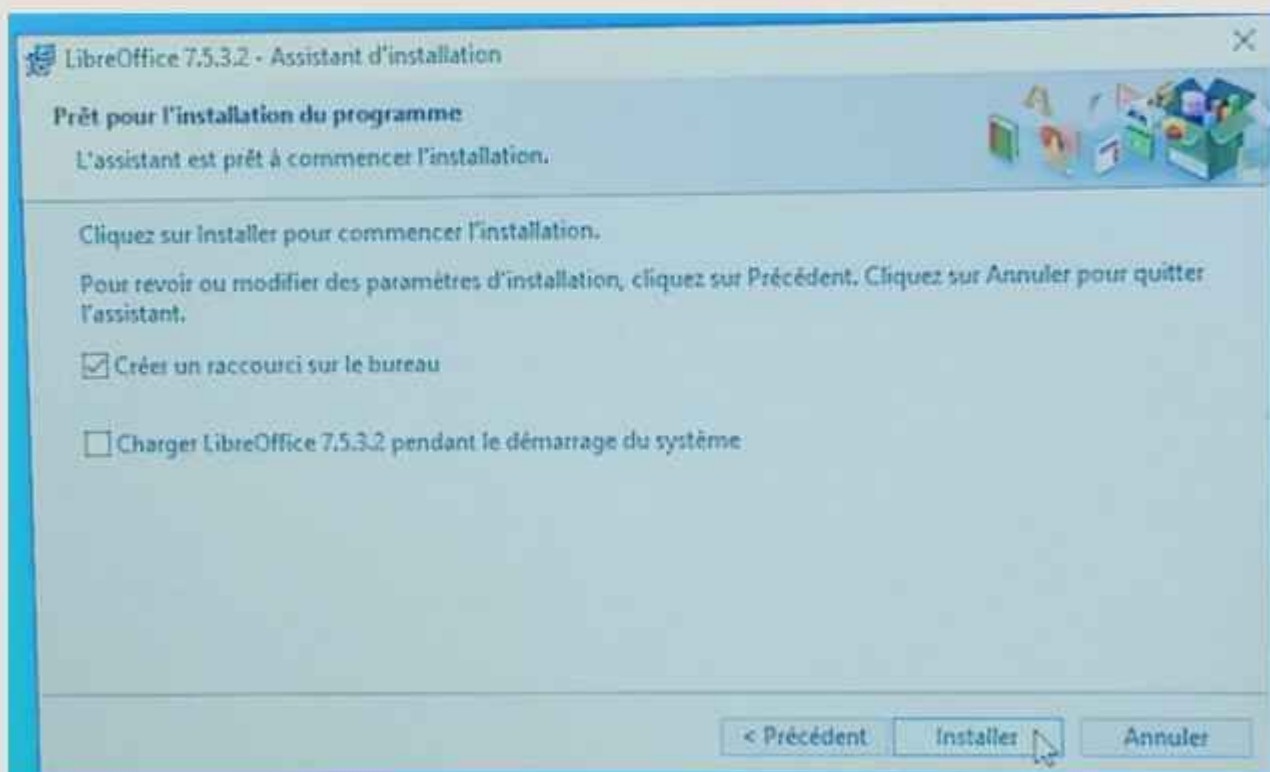 LibreOffice 7.5.3.2 - Assistant d'installation
Prêt pour l'installation du programme
L'assistant est prêt à commencer l'installation.
Cliquez sur Installer pour commencer l'installation.
Pour revoir ou modifier des paramètres d'installation, cliquez sur Précédent. Cliquez sur Annuler pour quitter
l'assistant.
Créer un raccourci sur le bureau
Charger LibreOffice 7.5.3.2 pendant le démarrage du système
< Précédent Installer Annuler